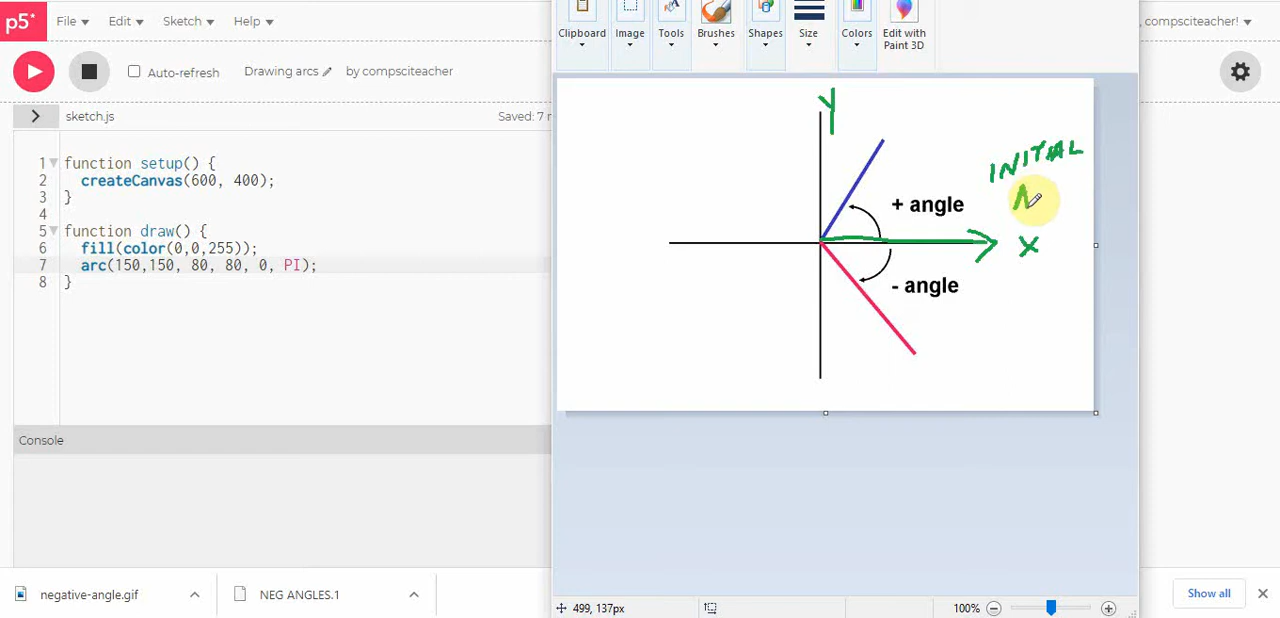 p5*
File Edit Sketch Help
, compsciteacher!
Auto-refresh
Drawing arcs by compsciteacher
sketch.js
Saved: 7
1 function setup() {
2 createCanvas(600, 400);
3 }
4
5 function draw() {
6 fill(color(0,0,255));
7 arc(150,150, 80, 80, 0, PI);
8 }
Console
Clipboard Image Tools Brushes Shapes Size Colors Edit with
Paint 3D
Y
INITIAL
+ angle
X
- angle
499, 137px
100%
negative-angle.gif
NEG ANGLES.1
Show all